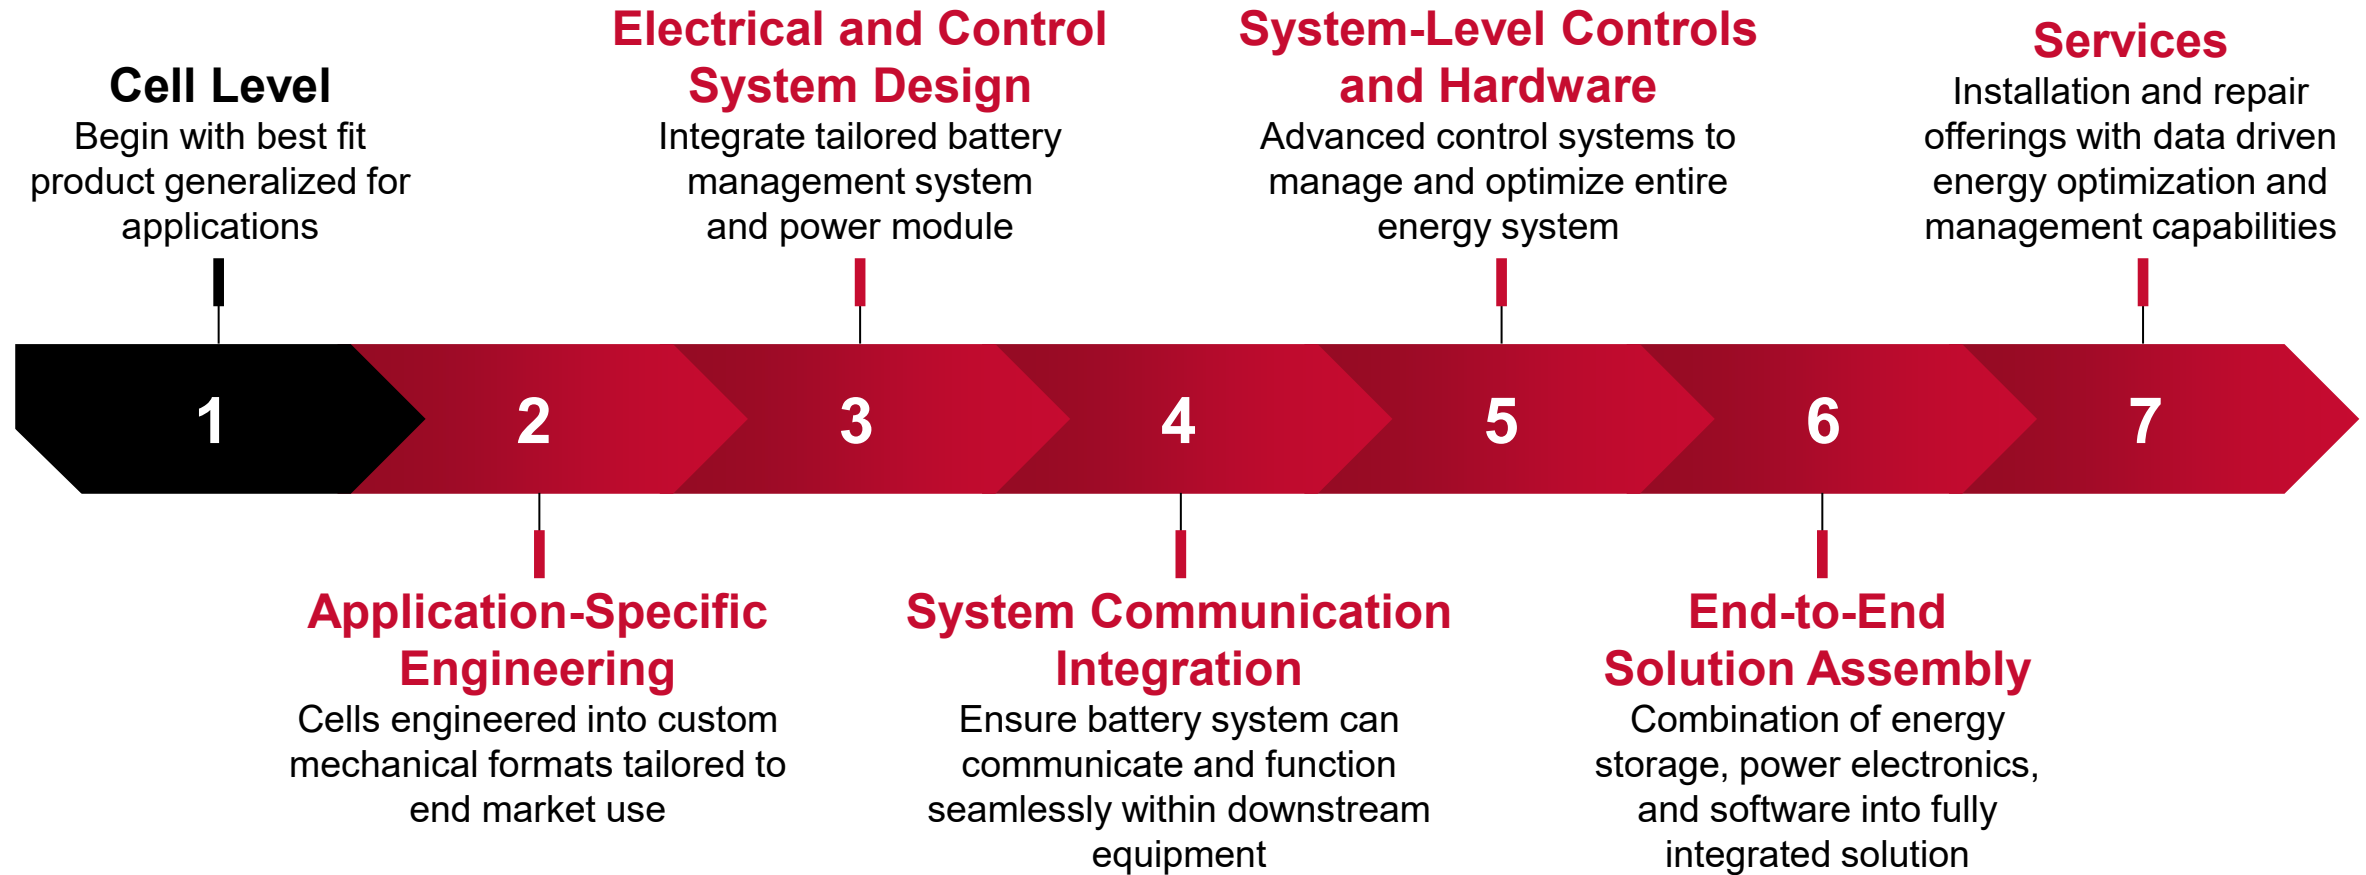 Cell Level
Begin with best fit
product generalized for
applications
Electrical and Control
System Design
Integrate tailored battery
management system
and power module
System-Level Controls
and Hardware
Advanced control systems to
manage and optimize entire
energy system
Services
Installation and repair
offerings with data driven
energy optimization and
management capabilities
1
2
3
4
5
6
7
Application-Specific
Engineering
Cells engineered into custom
mechanical formats tailored to
end market use
System Communication
Integration
Ensure battery system can
communicate and function
seamlessly within downstream
equipment
End-to-End
Solution Assembly
Combination of energy
storage, power electronics,
and software into fully
integrated solution